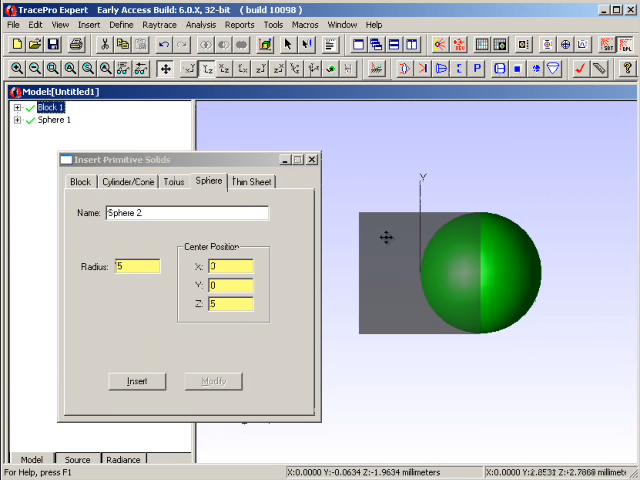 TracePro Expert Early Access Build: 6.0.X, 32-bit ( build 10098 )
File Edit View Insert Define Raytrace Analysis Reports Tools Macros Window Help
Model:[Untitled1]
Block 1
Sphere 1
Insert Primitive Solids
Block Cylinder/Cone Torus Sphere Thin Sheet
Name: Sphere 2
Center Position
Radius: 5 X: 0
Y: 0
Z: 5
Insert Modify
Y
Model Source Radiance
For Help, press F1 X:0.0000 Y:-0.0634 Z:-1.9634 millimeters X:0.0000 Y:2.8531 Z:-2.7868 millimete